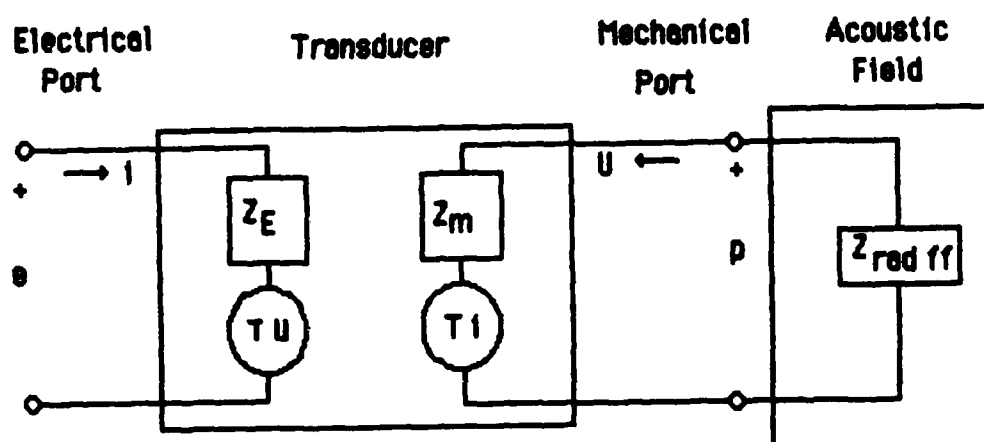 Electrical
Port
Transducer
Mechanical
Port
Acoustic
Field
+
e
i
Z_E
T U
Z_m
T i
U
+
p
Z_rad ff